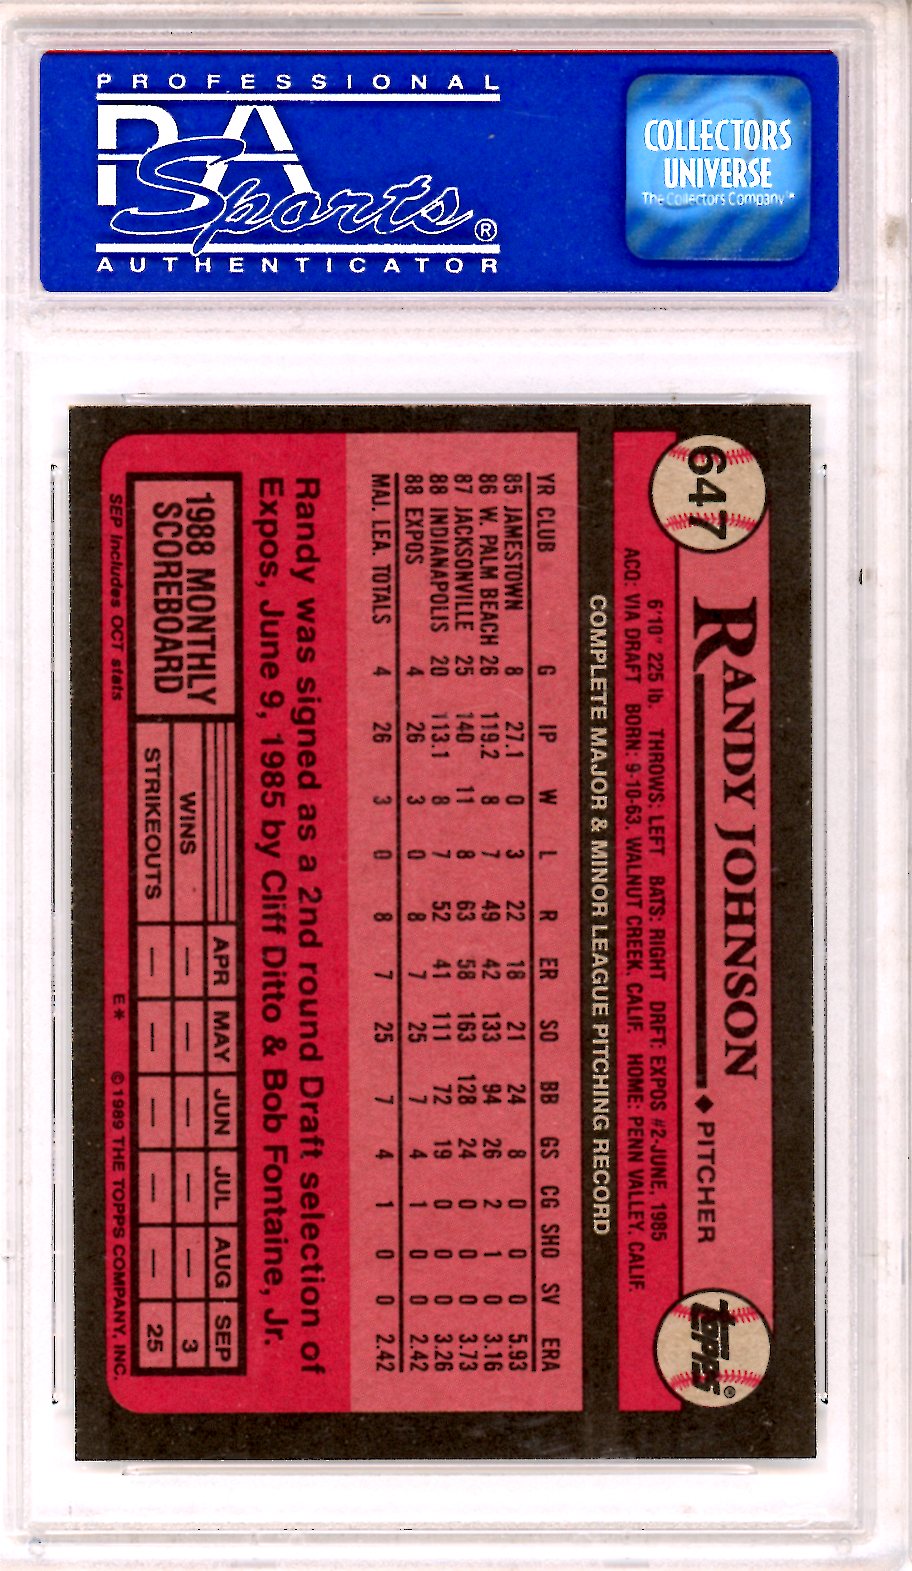 PROFESSIONAL
PSA
Sports®
AUTHENTICATOR
COLLECTORS
UNIVERSE
The Collectors Company™
647
RANDY JOHNSON ♦ PITCHER
TOPPS®
6'10" 225 lb. THROWS: LEFT BATS: RIGHT DRFT: EXPOS #2-JUNE, 1985
ACQ: VIA DRAFT BORN: 9-10-63, WALNUT CREEK, CALIF. HOME: PENN VALLEY, CALIF.
COMPLETE MAJOR & MINOR LEAGUE PITCHING RECORD
YR CLUB G IP W L R ER SO BB GS CG SHO SV ERA
85 JAMESTOWN 8 27.1 0 3 22 18 21 24 8 0 0 0 5.93
86 W. PALM BEACH 26 119.2 8 7 49 42 133 94 26 2 1 0 3.16
87 JACKSONVILLE 25 140 11 8 63 58 163 128 24 0 0 0 3.73
88 INDIANAPOLIS 20 113.1 8 7 52 41 111 72 19 0 0 0 3.26
88 EXPOS 4 26 3 0 8 7 25 7 4 1 0 0 2.42
MAJ. LEA. TOTALS 4 26 3 0 8 7 25 7 4 1 0 0 2.42
Randy was signed as a 2nd round Draft selection of
Expos, June 9, 1985 by Cliff Ditto & Bob Fontaine, Jr.
1988 MONTHLY
SCOREBOARD
APR MAY JUN JUL AUG SEP
WINS — — — — — 3
STRIKEOUTS — — — — — 25
SEP Includes OCT stats
E* ©1989 THE TOPPS COMPANY, INC.